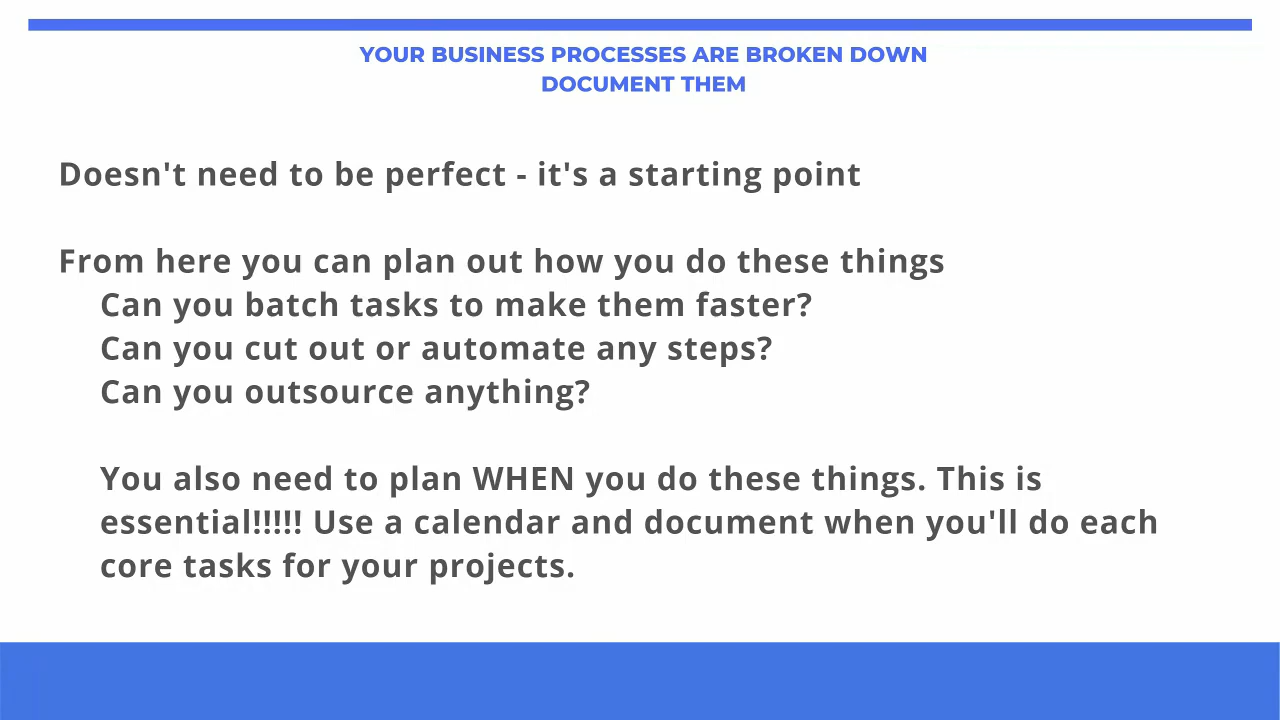 YOUR BUSINESS PROCESSES ARE BROKEN DOWN
DOCUMENT THEM
Doesn't need to be perfect - it's a starting point
From here you can plan out how you do these things
Can you batch tasks to make them faster?
Can you cut out or automate any steps?
Can you outsource anything?
You also need to plan WHEN you do these things. This is
essential!!!!! Use a calendar and document when you'll do each
core tasks for your projects.